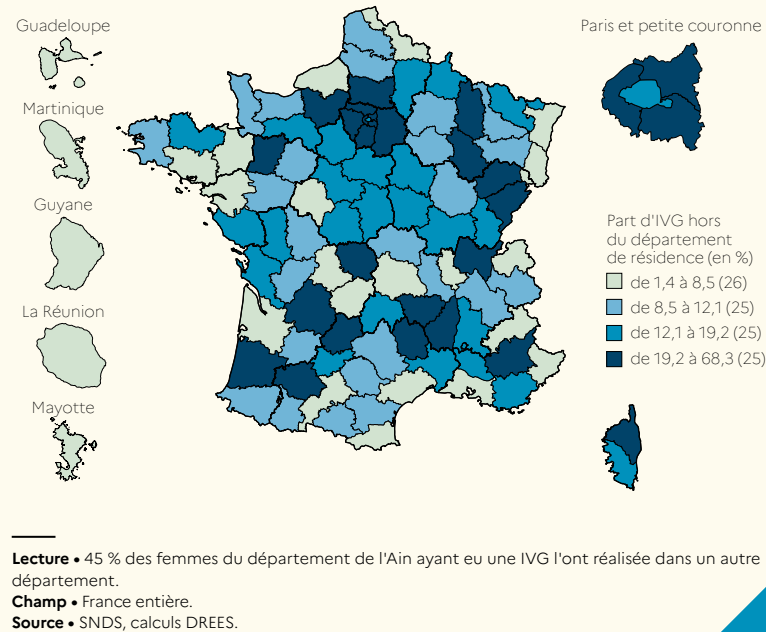 Guadeloupe
Martinique
Guyane
La Réunion
Mayotte
Paris et petite couronne
Part d'IVG hors
du département
de résidence (en %)
de 1,4 à 8,5 (26)
de 8,5 à 12,1 (25)
de 12,1 à 19,2 (25)
de 19,2 à 68,3 (25)
Lecture • 45 % des femmes du département de l'Ain ayant eu une IVG l'ont réalisée dans un autre
département.
Champ • France entière.
Source • SNDS, calculs DREES.